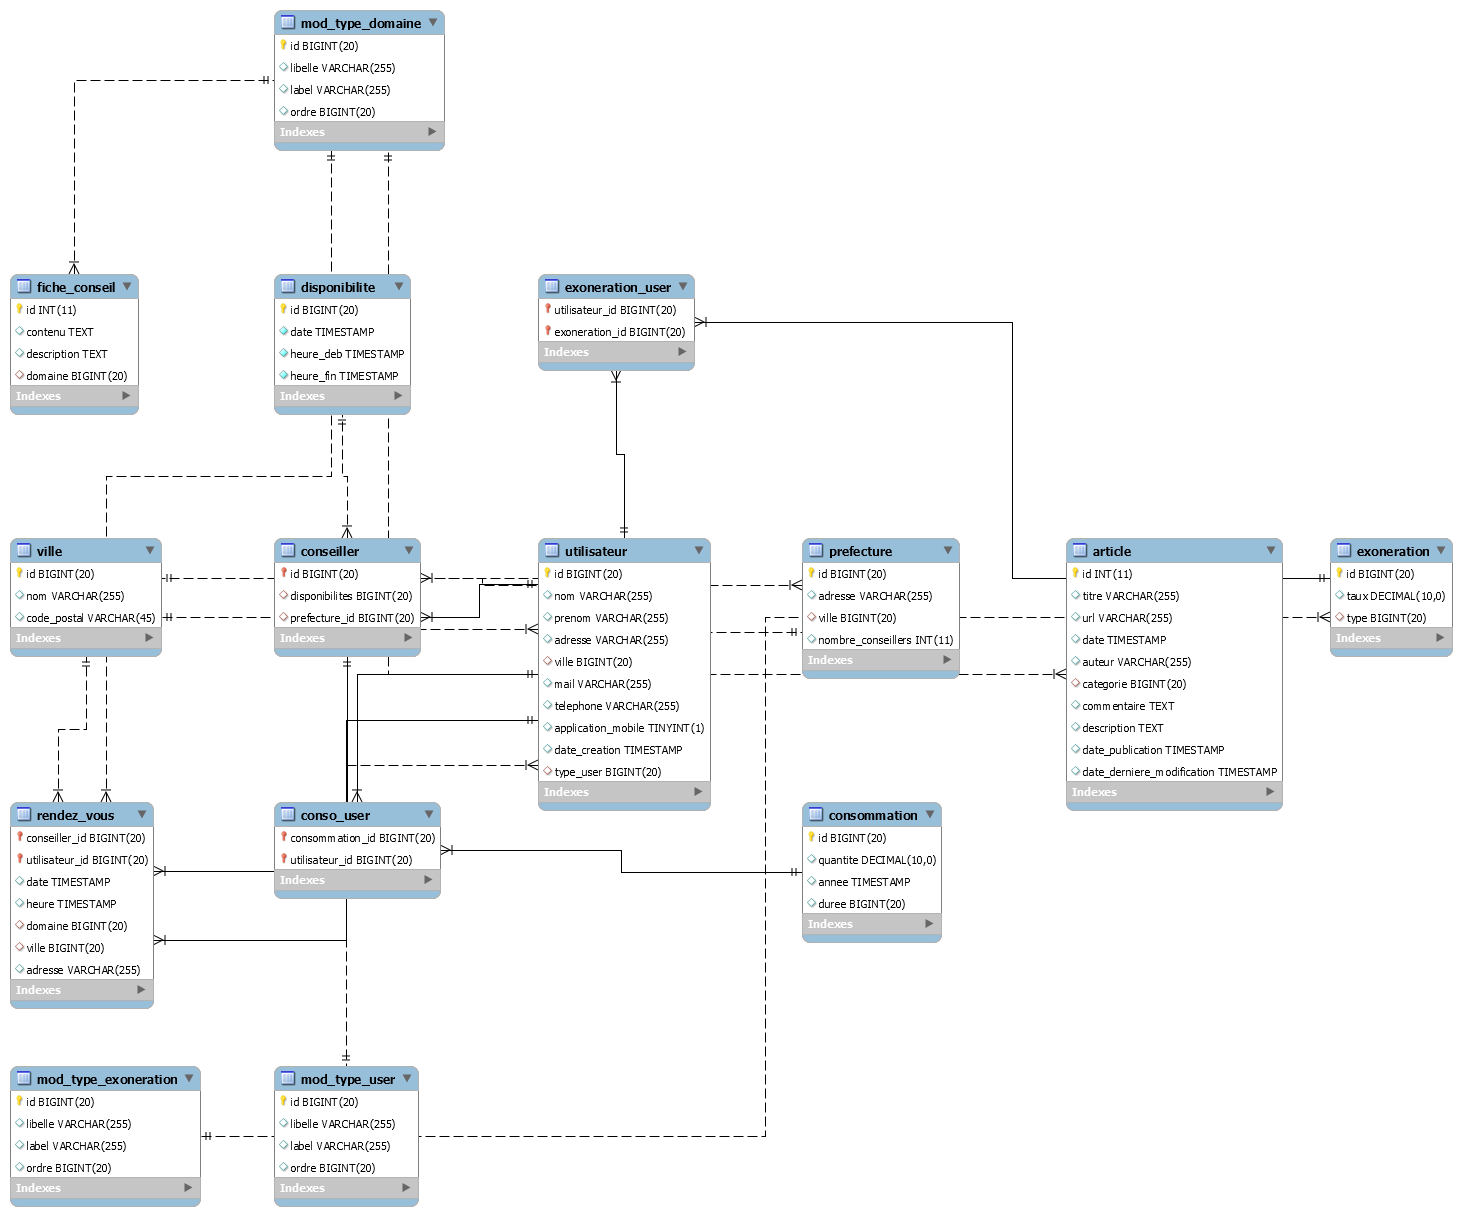 mod_type_domaine
id BIGINT(20)
libelle VARCHAR(255)
label VARCHAR(255)
ordre BIGINT(20)
Indexes
fiche_conseil
id INT(11)
contenu TEXT
description TEXT
domaine BIGINT(20)
Indexes
disponibilite
id BIGINT(20)
date TIMESTAMP
heure_deb TIMESTAMP
heure_fin TIMESTAMP
Indexes
exoneration_user
utilisateur_id BIGINT(20)
exoneration_id BIGINT(20)
Indexes
ville
id BIGINT(20)
nom VARCHAR(255)
code_postal VARCHAR(45)
Indexes
conseiller
id BIGINT(20)
disponibilites BIGINT(20)
prefecture_id BIGINT(20)
Indexes
utilisateur
id BIGINT(20)
nom VARCHAR(255)
prenom VARCHAR(255)
adresse VARCHAR(255)
ville BIGINT(20)
mail VARCHAR(255)
telephone VARCHAR(255)
application_mobile TINYINT(1)
date_creation TIMESTAMP
type_user BIGINT(20)
Indexes
prefecture
id BIGINT(20)
adresse VARCHAR(255)
ville BIGINT(20)
nombre_conseillers INT(11)
Indexes
article
id INT(11)
titre VARCHAR(255)
url VARCHAR(255)
date TIMESTAMP
auteur VARCHAR(255)
categorie BIGINT(20)
commentaire TEXT
description TEXT
date_publication TIMESTAMP
date_derniere_modification TIMESTAMP
Indexes
exoneration
id BIGINT(20)
taux DECIMAL(10,0)
type BIGINT(20)
Indexes
rendez_vous
conseiller_id BIGINT(20)
utilisateur_id BIGINT(20)
date TIMESTAMP
heure TIMESTAMP
domaine BIGINT(20)
ville BIGINT(20)
adresse VARCHAR(255)
Indexes
conso_user
consommation_id BIGINT(20)
utilisateur_id BIGINT(20)
Indexes
consommation
id BIGINT(20)
quantite DECIMAL(10,0)
annee TIMESTAMP
duree BIGINT(20)
Indexes
mod_type_exoneration
id BIGINT(20)
libelle VARCHAR(255)
label VARCHAR(255)
ordre BIGINT(20)
Indexes
mod_type_user
id BIGINT(20)
libelle VARCHAR(255)
label VARCHAR(255)
ordre BIGINT(20)
Indexes